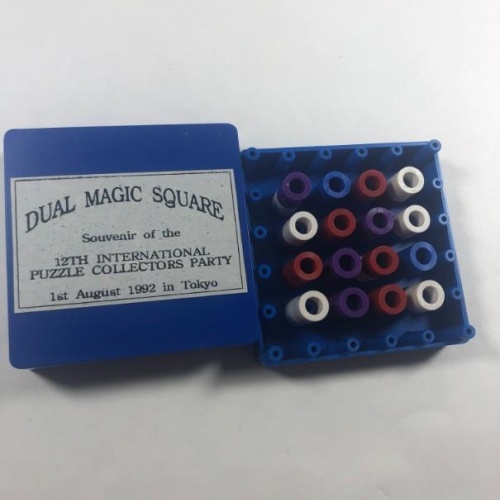 DUAL MAGIC SQUARE
Souvenir of the
12TH INTERNATIONAL
PUZZLE COLLECTORS PARTY
1st August 1992 in Tokyo